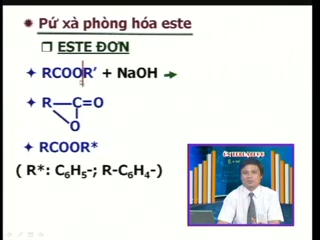 Pứ xà phòng hóa este
ESTE ĐƠN
RCOOR' + NaOH
R—C=O
O
RCOOR*
( R*: C6H5-; R-C6H4-)